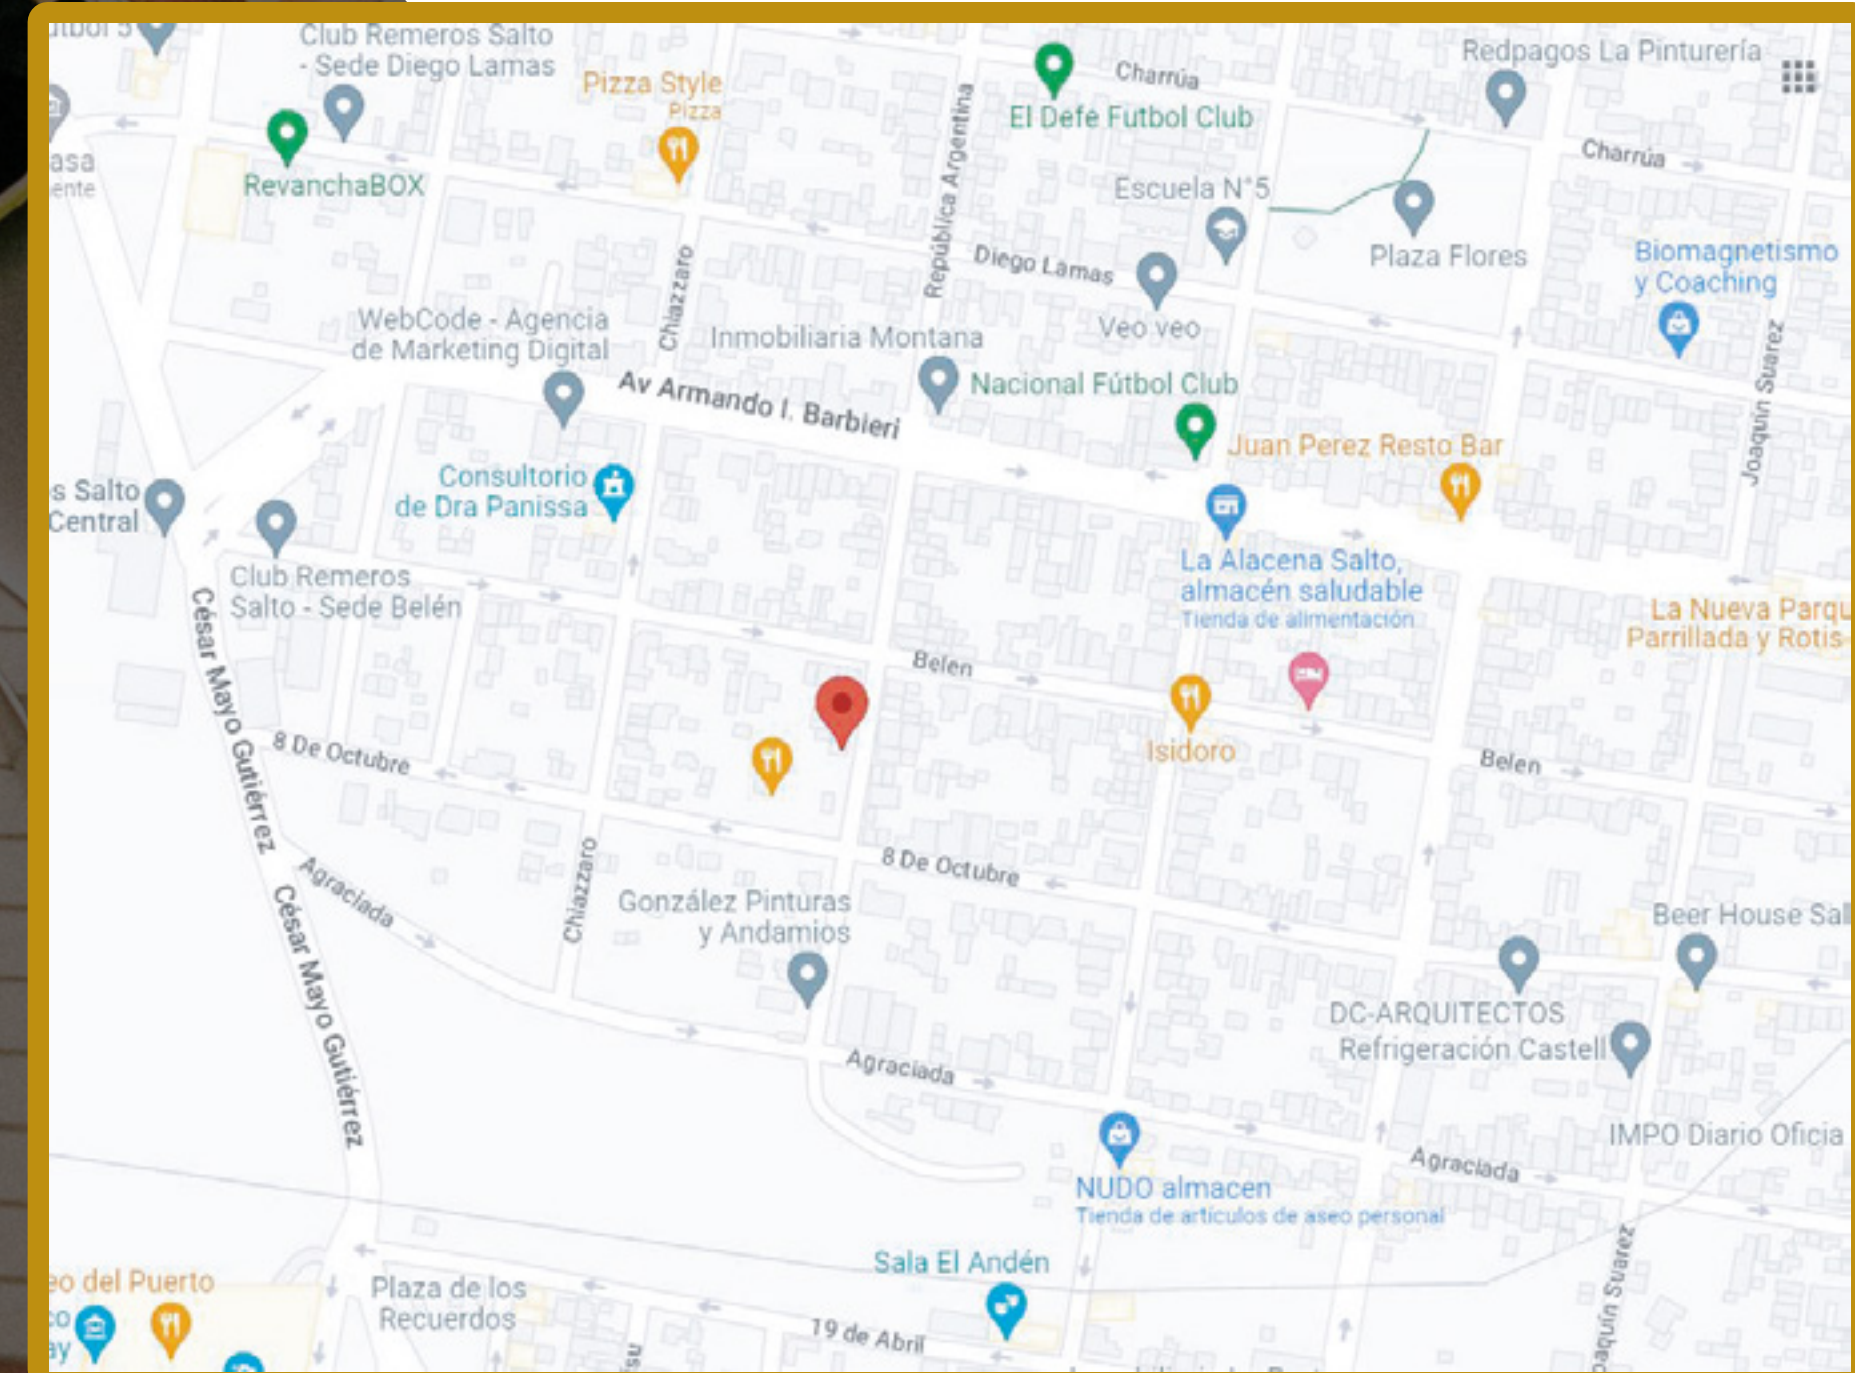 Club Remeros Salto
- Sede Diego Lamas
Pizza Style
Pizza
Charrúa
El Defe Futbol Club
Redpagos La Pinturería
Charrúa
RevanchaBOX
República Argentina
Escuela N°5
Plaza Flores
Diego Lamas
Veo veo
Biomagnetismo
y Coaching
Chiazzaro
WebCode - Agencia
de Marketing Digital
Inmobiliaria Montana
Av Armando I. Barbieri
Nacional Fútbol Club
Juan Perez Resto Bar
Joaquín Suarez
Consultorio
de Dra Panissa
s Salto
Central
Club Remeros
Salto - Sede Belén
La Alacena Salto,
almacén saludable
Tienda de alimentación
La Nueva Parqu
Parrillada y Rotis
César Mayo Gutiérrez
Belen
Isidoro
Belen
8 De Octubre
8 De Octubre
Agraciada
Chiazzaro
González Pinturas
y Andamios
Beer House Sal
César Mayo Gutiérrez
DC-ARQUITECTOS
Refrigeración Castell
Agraciada
IMPO Diario Oficia
Agraciada
NUDO almacen
Tienda de artículos de aseo personal
Sala El Andén
eo del Puerto
Plaza de los
Recuerdos
19 de Abril
oaquín Suarez